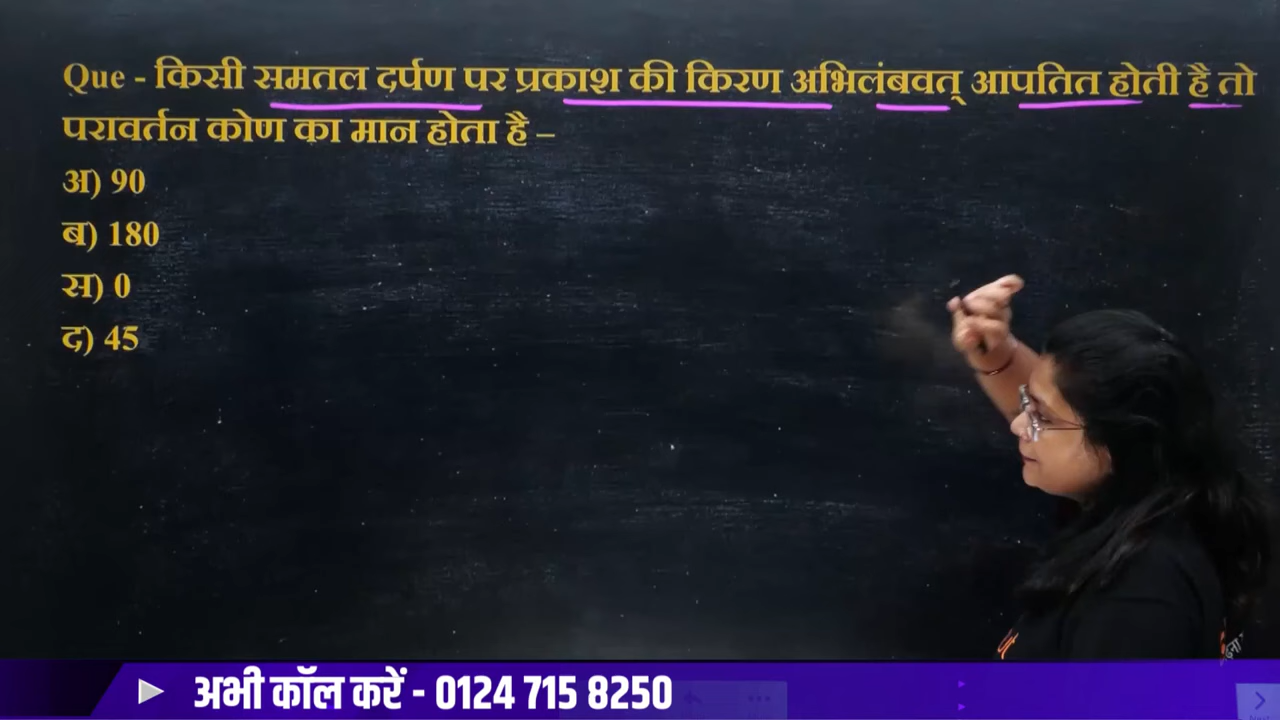 Que - किसी समतल दर्पण पर प्रकाश की किरण अभिलंबवत् आपतित होती है तो
परावर्तन कोण का मान होता है –
अ) 90
ब) 180
स) 0
द) 45
अभी कॉल करें - 0124 715 8250